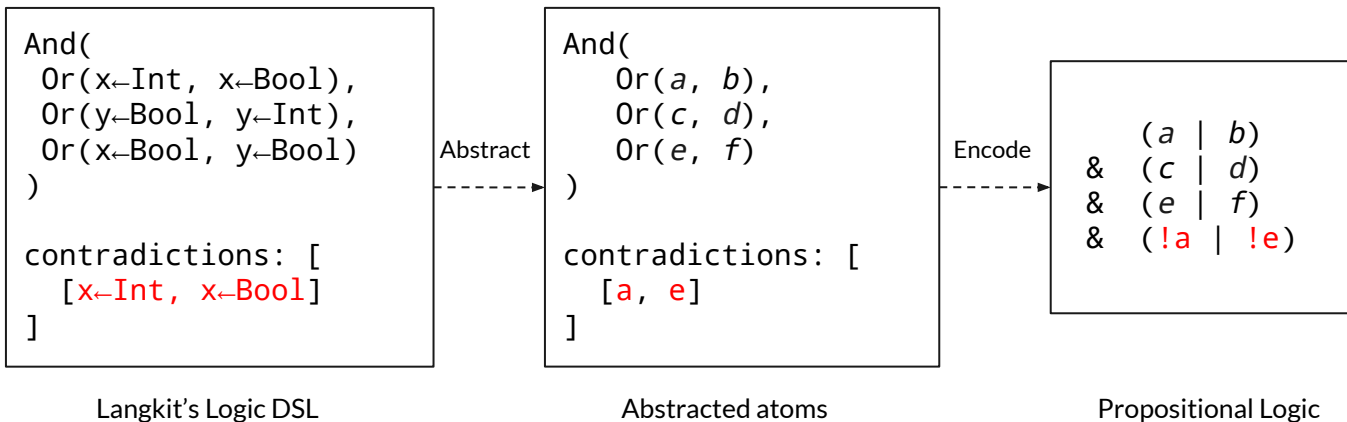 And(
 Or(x←Int, x←Bool),
 Or(y←Bool, y←Int),
 Or(x←Bool, y←Bool)
)
contradictions: [
  [x←Int, x←Bool]
]
Langkit’s Logic DSL
Abstract
And(
   Or(a, b),
   Or(c, d),
   Or(e, f)
)
contradictions: [
  [a, e]
]
Abstracted atoms
Encode
   (a | b)
&  (c | d)
&  (e | f)
&  (!a | !e)
Propositional Logic